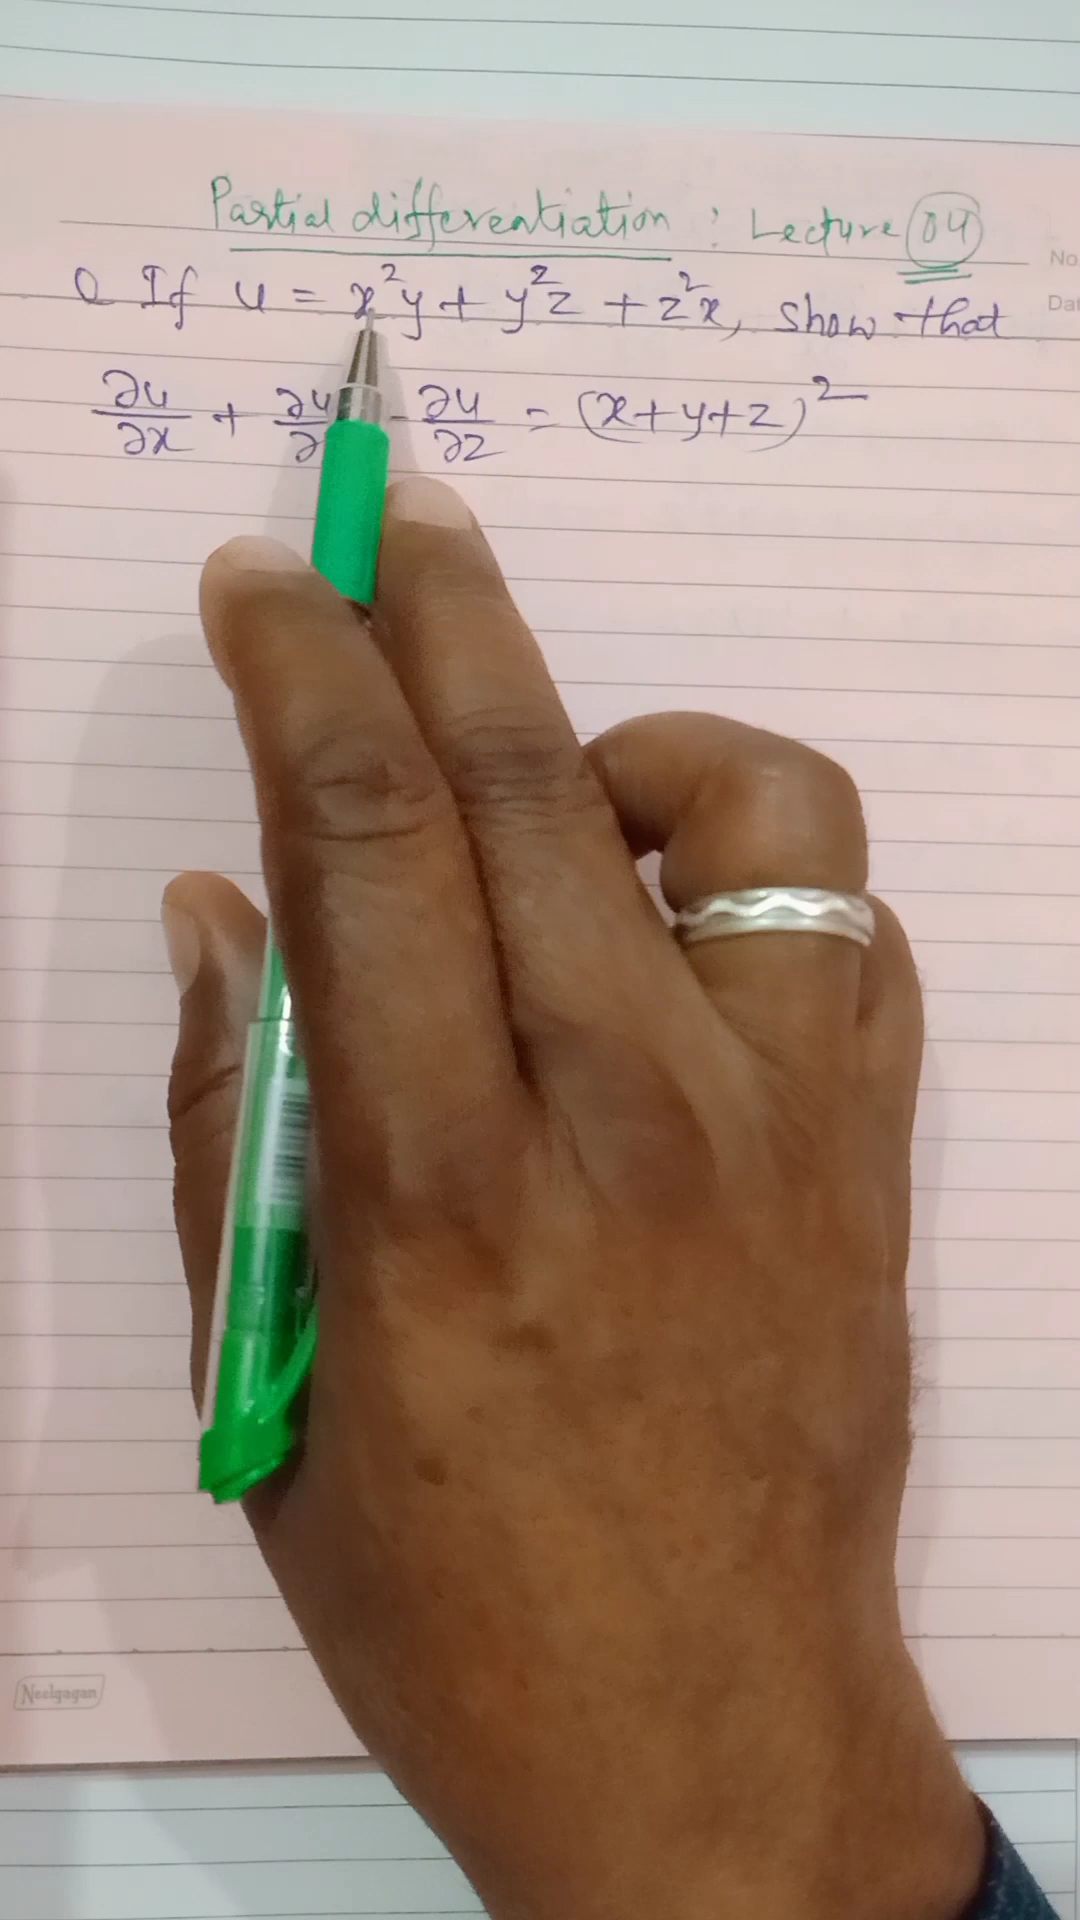 Partial differentiation : Lecture 04
No
Q If u = x²y + y²z + z²x, show that
Dat
∂u/∂x + ∂u/∂ - ∂u/∂z = (x+y+z)²
Neelgagan